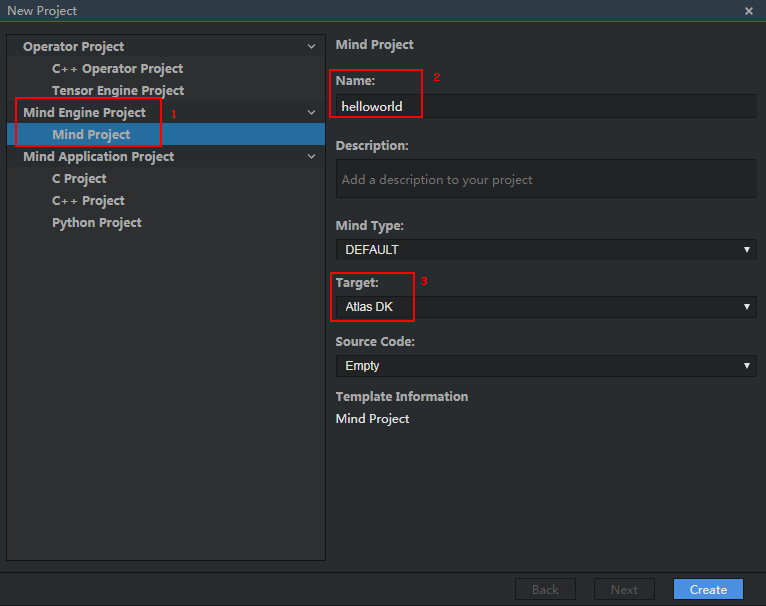 New Project
Operator Project
C++ Operator Project
Tensor Engine Project
Mind Engine Project 1
Mind Project
Mind Application Project
C Project
C++ Project
Python Project
Mind Project
Name: 2
helloworld
Description:
Add a description to your project
Mind Type:
DEFAULT
Target: 3
Atlas DK
Source Code:
Empty
Template Information
Mind Project
Back Next Create